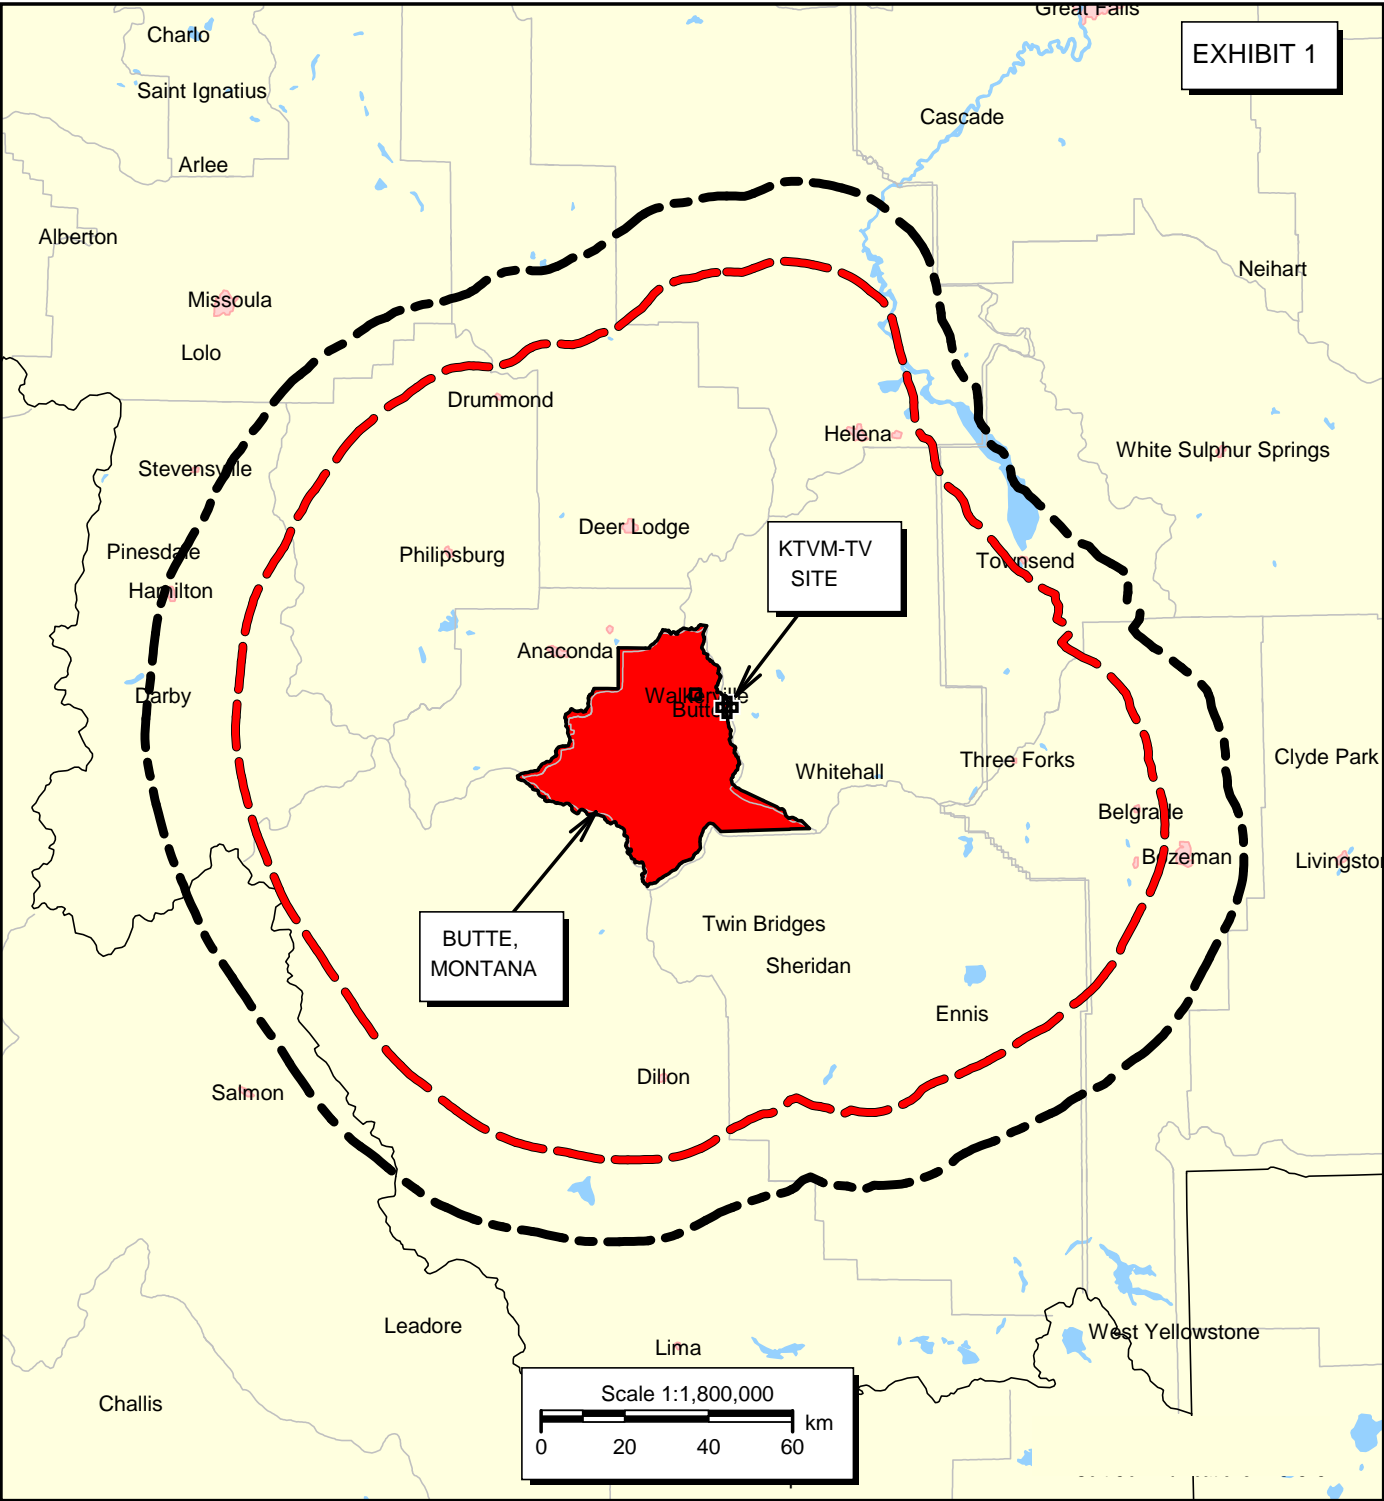 Great Falls
EXHIBIT 1
Charlo
Saint Ignatius
Cascade
Arlee
Alberton
Neihart
Missoula
Lolo
Drummond
Helena
Stevensville
White Sulphur Springs
Deer Lodge
KTVM-TV
SITE
Pinesdale
Philipsburg
Townsend
Hamilton
Anaconda
Darby
Walkerville
Butte
Three Forks
Clyde Park
Whitehall
Belgrade
Bozeman
Livingston
BUTTE,
MONTANA
Twin Bridges
Sheridan
Ennis
Dillon
Salmon
Leadore
Lima
West Yellowstone
Challis
Scale 1:1,800,000
km
0 20 40 60